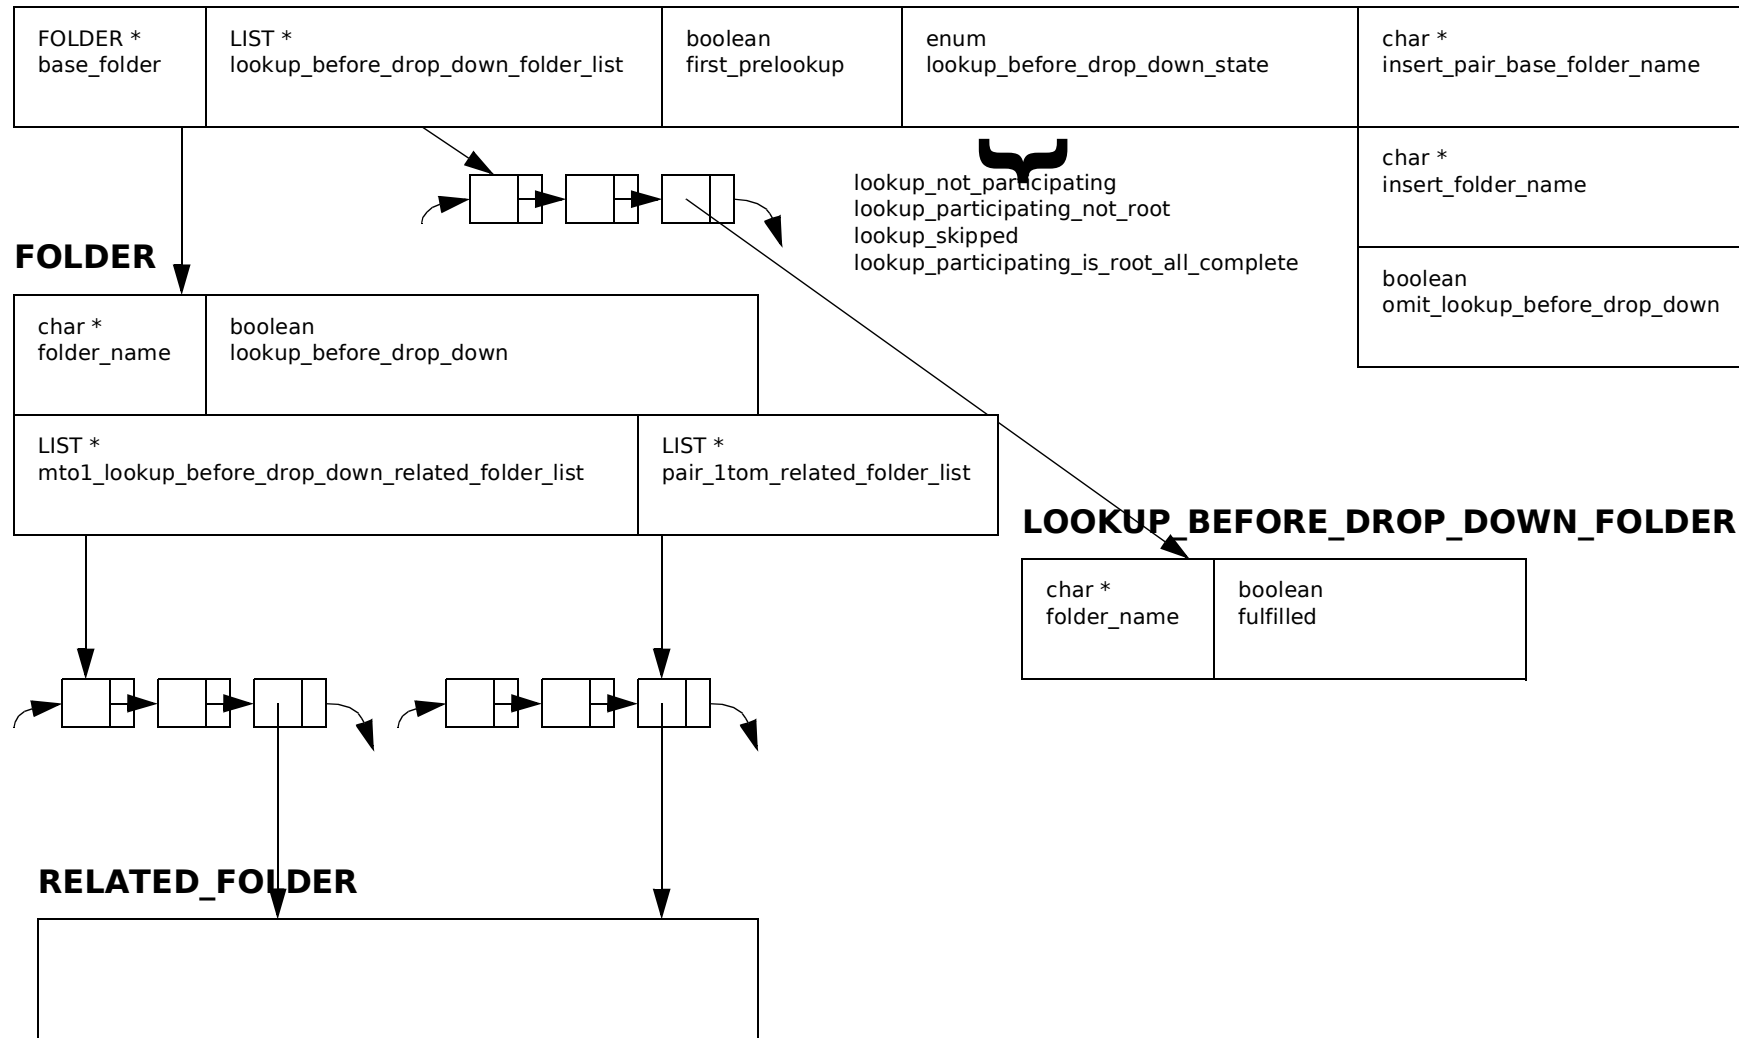 FOLDER *
base_folder
LIST *
lookup_before_drop_down_folder_list
boolean
first_prelookup
enum
lookup_before_drop_down_state
char *
insert_pair_base_folder_name
char *
insert_folder_name
boolean
omit_lookup_before_drop_down
lookup_not_participating
lookup_participating_not_root
lookup_skipped
lookup_participating_is_root_all_complete
FOLDER
char *
folder_name
boolean
lookup_before_drop_down
LIST *
mto1_lookup_before_drop_down_related_folder_list
LIST *
pair_1tom_related_folder_list
LOOKUP_BEFORE_DROP_DOWN_FOLDER
char *
folder_name
boolean
fulfilled
RELATED_FOLDER